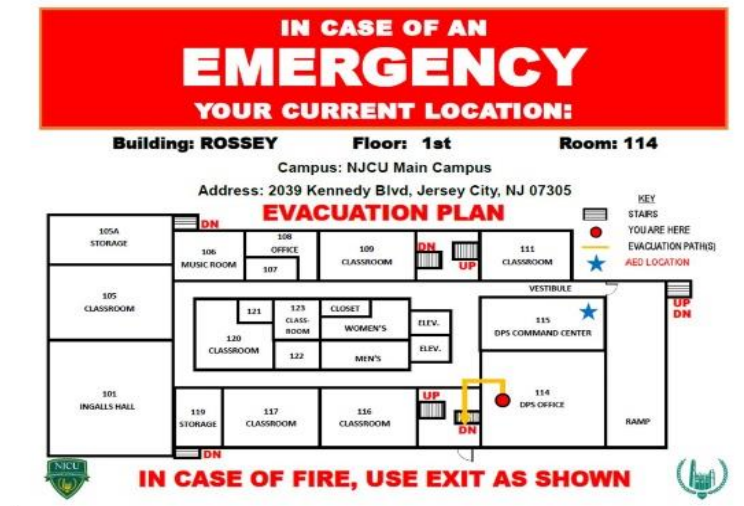 IN CASE OF AN
EMERGENCY
YOUR CURRENT LOCATION:
Building: ROSSEY Floor: 1st Room: 114
Campus: NJCU Main Campus
Address: 2039 Kennedy Blvd, Jersey City, NJ 07305
EVACUATION PLAN
KEY
STAIRS
YOU ARE HERE
EVACUATION PATH(S)
AED LOCATION
105A
STORAGE
DN
106
MUSIC ROOM
108
OFFICE
107
109
CLASSROOM
DN
UP
111
CLASSROOM
VESTIBULE
UP
DN
105
CLASSROOM
121
123
CLASS-
ROOM
CLOSET
WOMEN'S
ELEV.
115
DPS COMMAND CENTER
120
CLASSROOM
122
MEN'S
ELEV.
101
INGALLS HALL
119
STORAGE
117
CLASSROOM
116
CLASSROOM
UP
DN
114
DPS OFFICE
RAMP
DN
NJCU
IN CASE OF FIRE, USE EXIT AS SHOWN